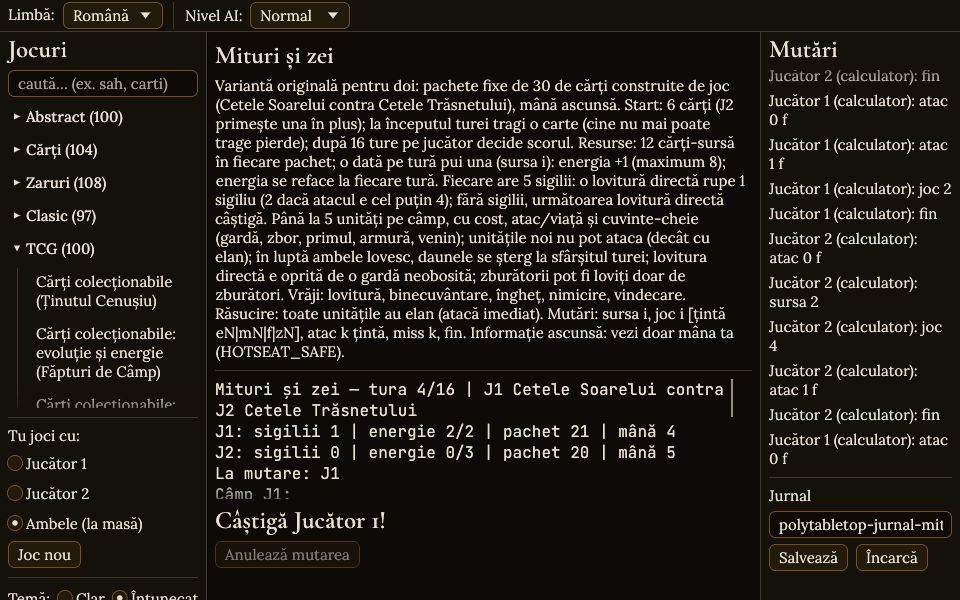 Limbă: Română ▼ Nivel AI: Normal ▼
Jocuri
caută... (ex. sah, carti)
▸ Abstract (100)
▸ Cărți (104)
▸ Zaruri (108)
▸ Clasic (97)
▾ TCG (100)
Cărți colecționabile
(Ținutul Cenușiu)
Cărți colecționabile:
evoluție și energie
(Făpturi de Câmp)
Cărți colecționabile:
Tu joci cu:
Jucător 1
Jucător 2
Ambele (la masă)
Joc nou
Temă: Clar Întunecat
Mituri și zei
Variantă originală pentru doi: pachete fixe de 30 de cărți construite de joc
(Cetele Soarelui contra Cetele Trăsnetului), mână ascunsă. Start: 6 cărți (J2
primește una în plus); la începutul turei tragi o carte (cine nu mai poate
trage pierde); după 16 ture pe jucător decide scorul. Resurse: 12 cărți-sursă
în fiecare pachet; o dată pe tură pui una (sursa i): energia +1 (maximum 8);
energia se reface la fiecare tură. Fiecare are 5 sigilii: o lovitură directă rupe 1
sigiliu (2 dacă atacul e cel puțin 4); fără sigilii, următoarea lovitură directă
câștigă. Până la 5 unități pe câmp, cu cost, atac/viață și cuvinte-cheie
(gardă, zbor, primul, armură, venin); unitățile noi nu pot ataca (decât cu
elan); în luptă ambele lovesc, daunele se șterg la sfârșitul turei; lovitura
directă e oprită de o gardă neobosită; zburătorii pot fi loviți doar de
zburători. Vrăji: lovitură, binecuvântare, îngheț, nimicire, vindecare.
Răsucire: toate unitățile au elan (atacă imediat). Mutări: sursa i, joc i [țintă
eN|mN|f|zN], atac k țintă, miss k, fin. Informație ascunsă: vezi doar mâna ta
(HOTSEAT_SAFE).
Mituri și zei — tura 4/16 | J1 Cetele Soarelui contra
J2 Cetele Trăsnetului
J1: sigilii 1 | energie 2/2 | pachet 21 | mână 4
J2: sigilii 0 | energie 0/3 | pachet 20 | mână 5
La mutare: J1
Câmp J1:
Câștigă Jucător 1!
Anulează mutarea
Mutări
Jucător 2 (calculator): fin
Jucător 1 (calculator): atac
0 f
Jucător 1 (calculator): atac
1 f
Jucător 1 (calculator): joc 2
Jucător 1 (calculator): fin
Jucător 2 (calculator):
atac 0 f
Jucător 2 (calculator):
sursa 2
Jucător 2 (calculator): joc
4
Jucător 2 (calculator):
atac 1 f
Jucător 2 (calculator): fin
Jucător 1 (calculator): atac
0 f
Jurnal
polytabletop-jurnal-mit
Salvează Încarcă